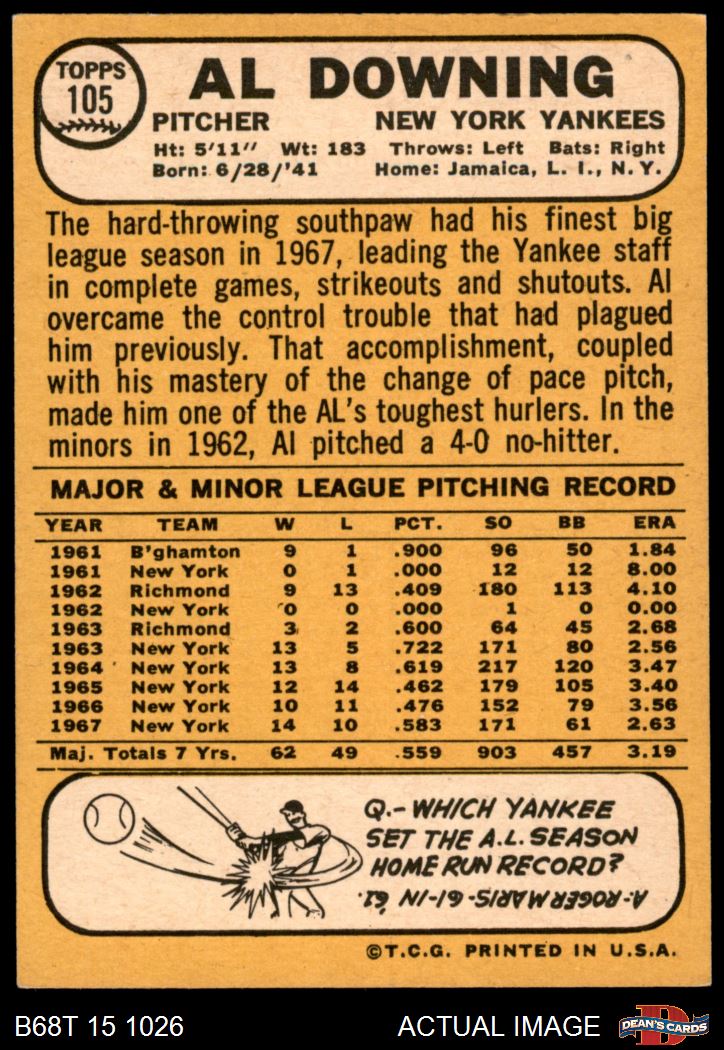 TOPPS
105
AL DOWNING
PITCHER NEW YORK YANKEES
Ht: 5'11" Wt: 183 Throws: Left Bats: Right
Born: 6/28/'41 Home: Jamaica, L. I., N. Y.
The hard-throwing southpaw had his finest big
league season in 1967, leading the Yankee staff
in complete games, strikeouts and shutouts. Al
overcame the control trouble that had plagued
him previously. That accomplishment, coupled
with his mastery of the change of pace pitch,
made him one of the AL's toughest hurlers. In the
minors in 1962, Al pitched a 4-0 no-hitter.
MAJOR & MINOR LEAGUE PITCHING RECORD
YEAR TEAM W L PCT. SO BB ERA
1961 B'ghamton 9 1 .900 96 50 1.84
1961 New York 0 1 .000 12 12 8.00
1962 Richmond 9 13 .409 180 113 4.10
1962 New York 0 0 .000 1 0 0.00
1963 Richmond 3 2 .600 64 45 2.68
1963 New York 13 5 .722 171 80 2.56
1964 New York 13 8 .619 217 120 3.47
1965 New York 12 14 .462 179 105 3.40
1966 New York 10 11 .476 152 79 3.56
1967 New York 14 10 .583 171 61 2.63
Maj. Totals 7 Yrs. 62 49 .559 903 457 3.19
Q.- WHICH YANKEE
SET THE A.L. SEASON
HOME RUN RECORD?
A- ROGER MARIS-61-IN '61.
©T.C.G. PRINTED IN U.S.A.
B68T 15 1026 ACTUAL IMAGE
D
DEAN'S CARDS